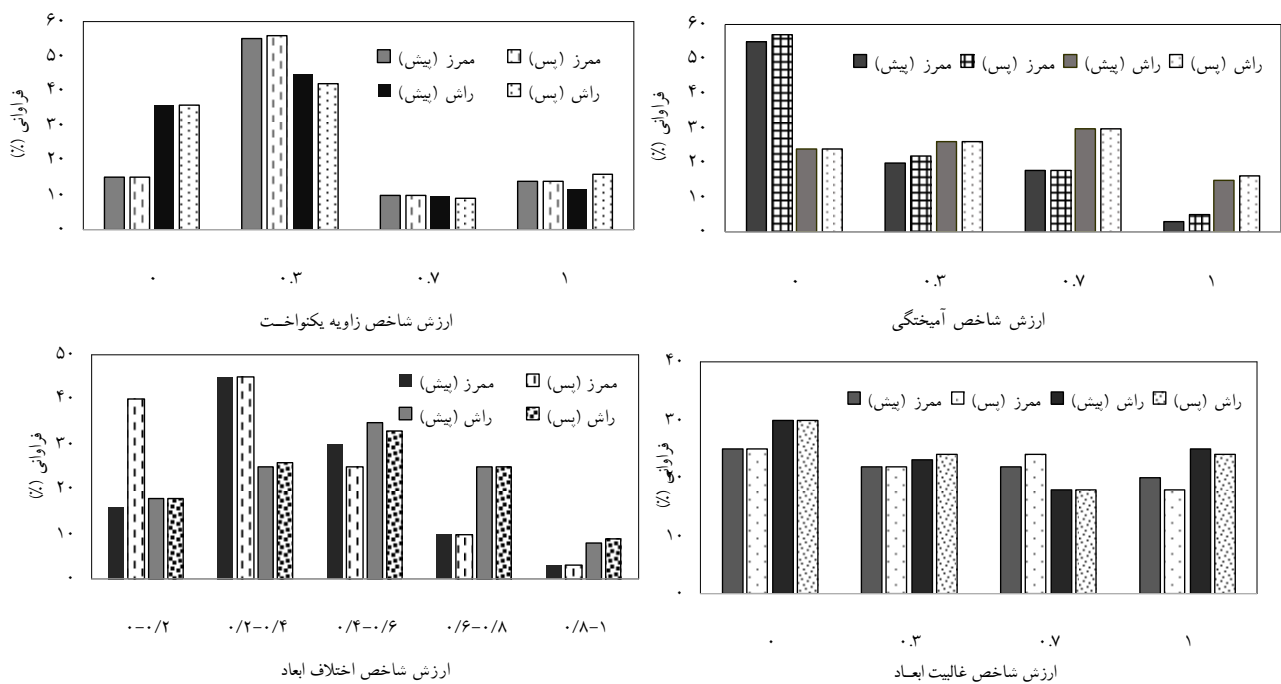 ۶۰
۵۰
۴۰
۳۰
۲۰
۱۰
۰
فراوانی (%)
ممرز (پیش)
ممرز (پس)
راش (پیش)
راش (پس)
۰
۰.۳
۰.۷
۱
ارزش شاخص زاویه یکنواخت
۶۰
۵۰
۴۰
۳۰
۲۰
۱۰
۰
فراوانی (%)
ممرز (پیش)
ممرز (پس)
راش (پیش)
راش (پس)
۰
۰.۳
۰.۷
۱
ارزش شاخص آمیختگی
۵۰
۴۰
۳۰
۲۰
۱۰
۰
فراوانی (%)
ممرز (پیش)
ممرز (پس)
راش (پیش)
راش (پس)
۰-۰/۲
۰/۲-۰/۴
۰/۴-۰/۶
۰/۶-۰/۸
۰/۸-۱
ارزش شاخص اختلاف ابعاد
۴۰
۳۰
۲۰
۱۰
۰
فراوانی (%)
ممرز (پیش)
ممرز (پس)
راش (پیش)
راش (پس)
۰
۰.۳
۰.۷
۱
ارزش شاخص غالبیت ابعاد